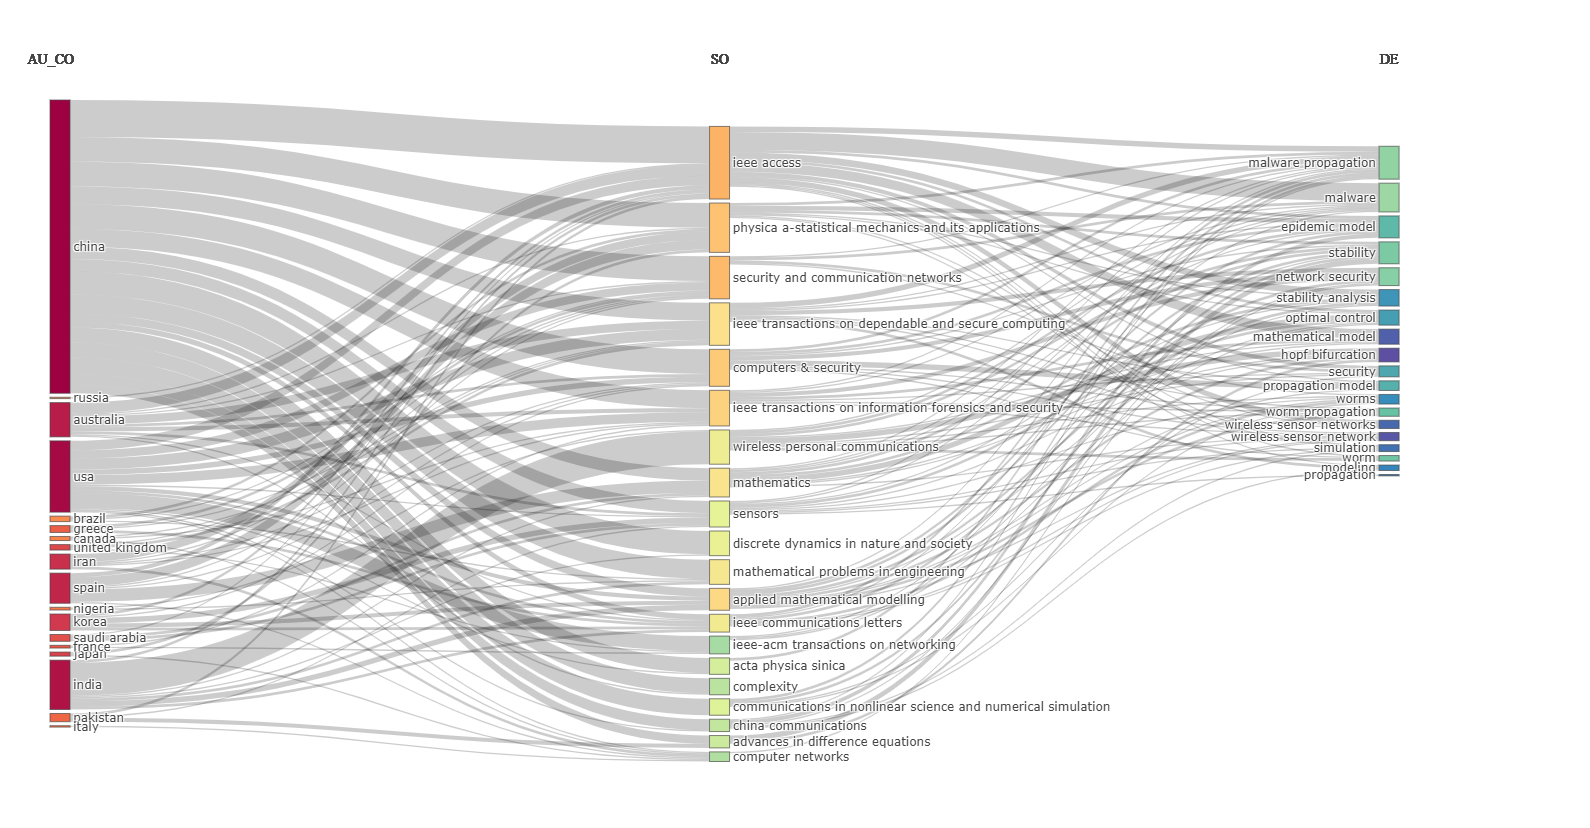 AU_CO
SO
DE
china
russia
australia
usa
brazil
greece
canada
united kingdom
iran
spain
nigeria
korea
saudi arabia
france
japan
india
pakistan
italy
ieee access
physica a-statistical mechanics and its applications
security and communication networks
ieee transactions on dependable and secure computing
computers & security
ieee transactions on information forensics and security
wireless personal communications
mathematics
sensors
discrete dynamics in nature and society
mathematical problems in engineering
applied mathematical modelling
ieee communications letters
ieee-acm transactions on networking
acta physica sinica
complexity
communications in nonlinear science and numerical simulation
china communications
advances in difference equations
computer networks
malware propagation
malware
epidemic model
stability
network security
stability analysis
optimal control
mathematical model
hopf bifurcation
security
propagation model
worms
worm propagation
wireless sensor networks
wireless sensor network
simulation
worm
modeling
propagation